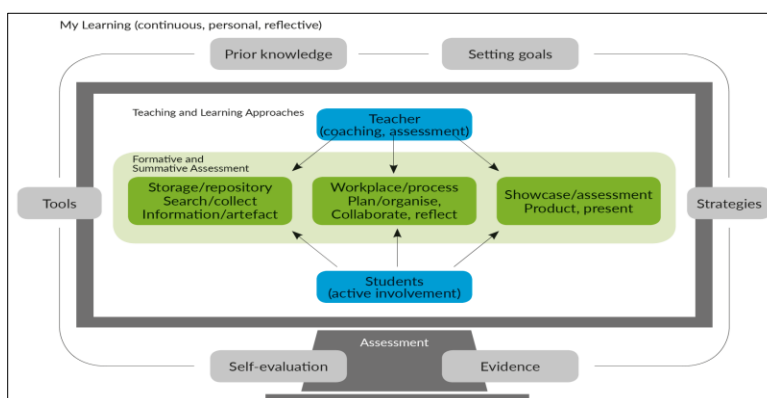 My Learning (continuous, personal, reflective)
Prior knowledge
Setting goals
Teaching and Learning Approaches
Teacher
(coaching, assessment)
Formative and
Summative Assessment
Storage/repository
Search/collect
Information/artefact
Workplace/process
Plan/organise,
Collaborate, reflect
Showcase/assessment
Product, present
Tools
Strategies
Students
(active involvement)
Assessment
Self-evaluation
Evidence